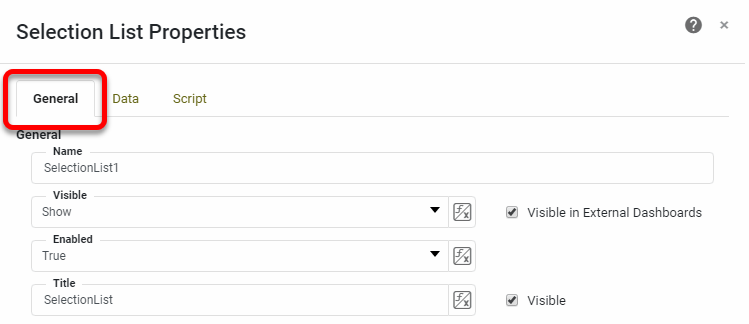 Selection List Properties
General Data Script
General
Name
SelectionList1
Visible
Show
Visible in External Dashboards
Enabled
True
Title
SelectionList
Visible